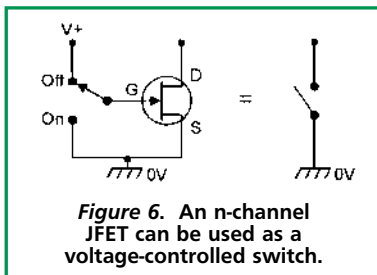 V+
Off
G
D
=
On
S
0V
0V
Figure 6. An n-channel
JFET can be used as a
voltage-controlled switch.